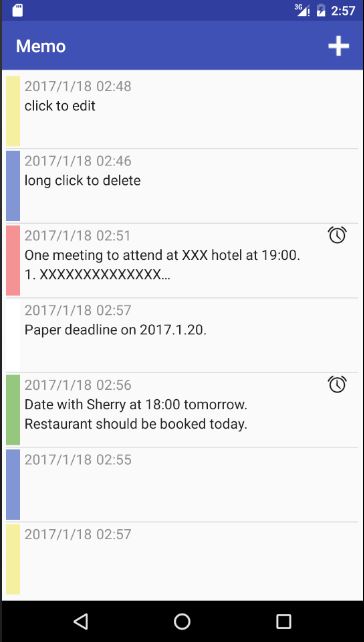 3G 2:57
Memo
2017/1/18 02:48
click to edit
2017/1/18 02:46
long click to delete
2017/1/18 02:51
One meeting to attend at XXX hotel at 19:00.
1. XXXXXXXXXXXXXX...
2017/1/18 02:57
Paper deadline on 2017.1.20.
2017/1/18 02:56
Date with Sherry at 18:00 tomorrow.
Restaurant should be booked today.
2017/1/18 02:55
2017/1/18 02:57